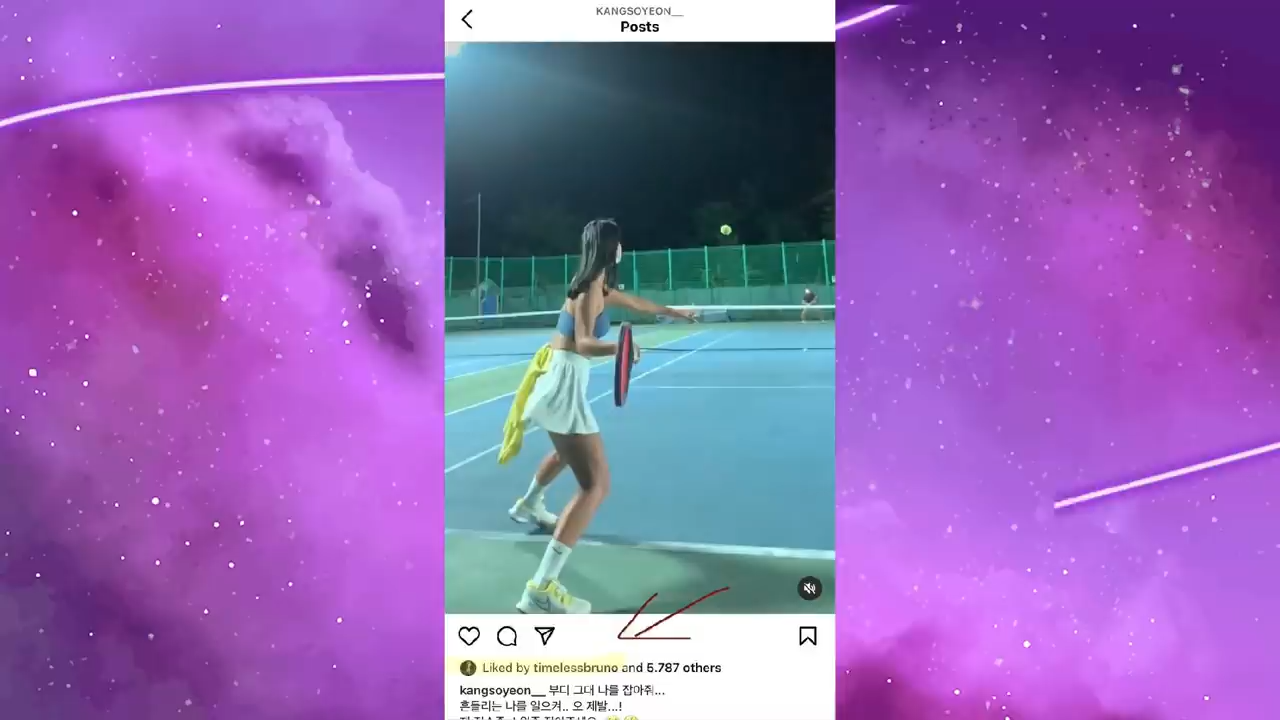 KANGSOYEON__
Posts
Liked by timelessbruno and 5.787 others
kangsoyeon__ 부디 그대 나를 잡아줘...
흔들리는 나를 일으켜.. 오 제발...!